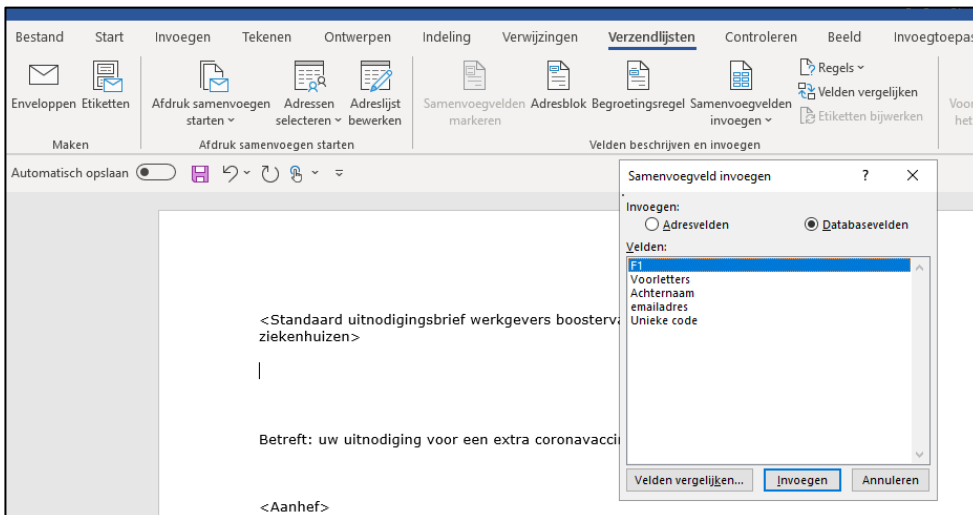 Bestand Start Invoegen Tekenen Ontwerpen Indeling Verwijzingen Verzendlijsten Controleren Beeld Invoegtoepas
Enveloppen Etiketten Afdruk samenvoegen starten Adressen selecteren Adreslijst bewerken Samenvoegvelden markeren Adresblok Begroetingsregel Samenvoegvelden invoegen Regels
Velden vergelijken
Etiketten bijwerken
Voor
het
Maken Afdruk samenvoegen starten Velden beschrijven en invoegen
Automatisch opslaan
Samenvoegveld invoegen ? X
Invoegen:
Adresvelden Databasevelden
Velden:
F1
Voorletters
Achternaam
emailadres
Unieke code
Velden vergelijken... Invoegen Annuleren
<Standaard uitnodigingsbrief werkgevers boosterva
ziekenhuizen>
Betreft: uw uitnodiging voor een extra coronavacci
<Aanhef>